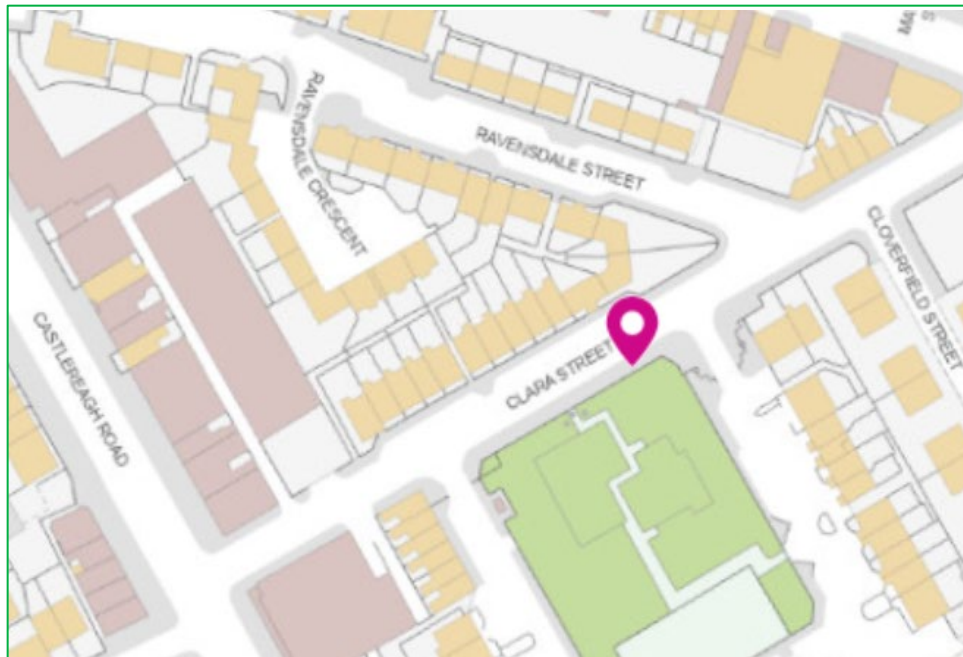 RAVENSDALE CRESCENT
RAVENSDALE STREET
CLOVERFIELD STREET
CLARA STREET
CASTLEREAGH ROAD